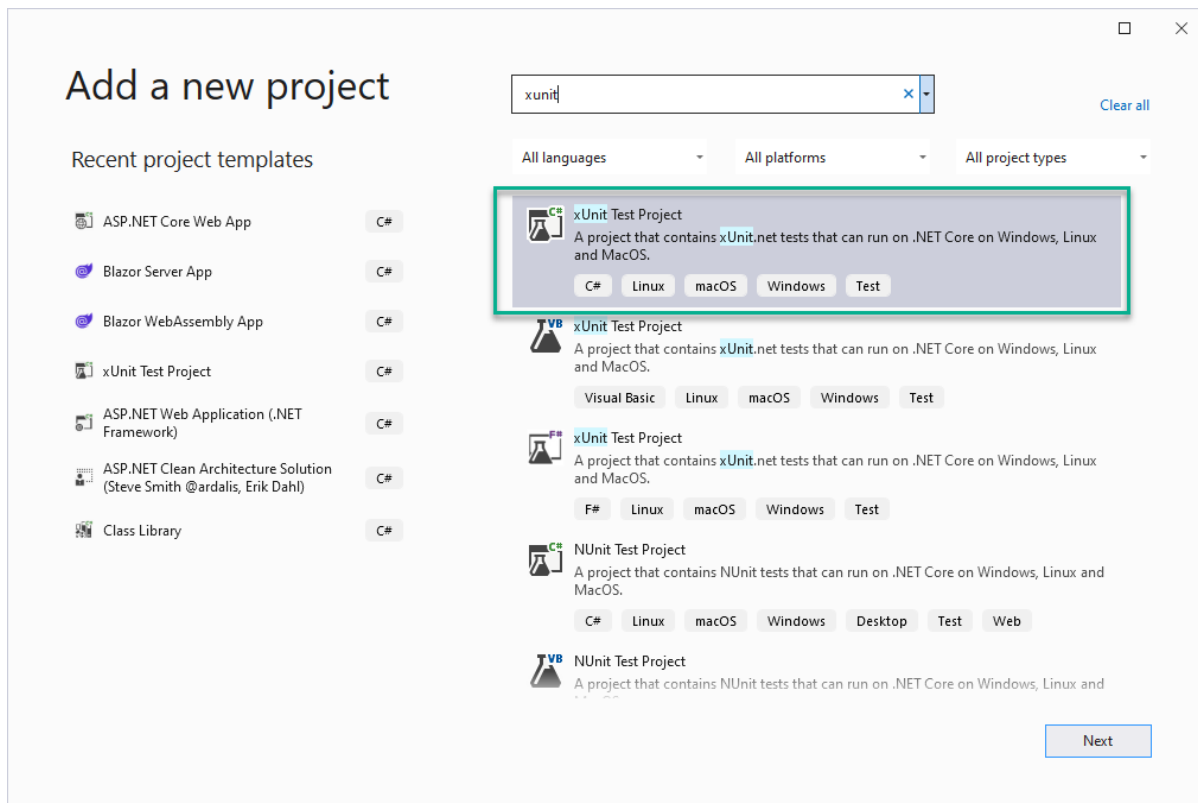 Add a new project
xunit
Clear all
Recent project templates
All languages
All platforms
All project types
ASP.NET Core Web App
C#
Blazor Server App
C#
Blazor WebAssembly App
C#
xUnit Test Project
C#
ASP.NET Web Application (.NET
Framework)
C#
ASP.NET Clean Architecture Solution
(Steve Smith @ardalis, Erik Dahl)
C#
Class Library
C#
C#
xUnit Test Project
A project that contains xUnit.net tests that can run on .NET Core on Windows, Linux
and MacOS.
C# Linux macOS Windows Test
VB
xUnit Test Project
A project that contains xUnit.net tests that can run on .NET Core on Windows, Linux
and MacOS.
Visual Basic Linux macOS Windows Test
F#
xUnit Test Project
A project that contains xUnit.net tests that can run on .NET Core on Windows, Linux
and MacOS.
F# Linux macOS Windows Test
C#
NUnit Test Project
A project that contains NUnit tests that can run on .NET Core on Windows, Linux and
MacOS.
C# Linux macOS Windows Desktop Test Web
VB
NUnit Test Project
A project that contains NUnit tests that can run on .NET Core on Windows, Linux and
Next